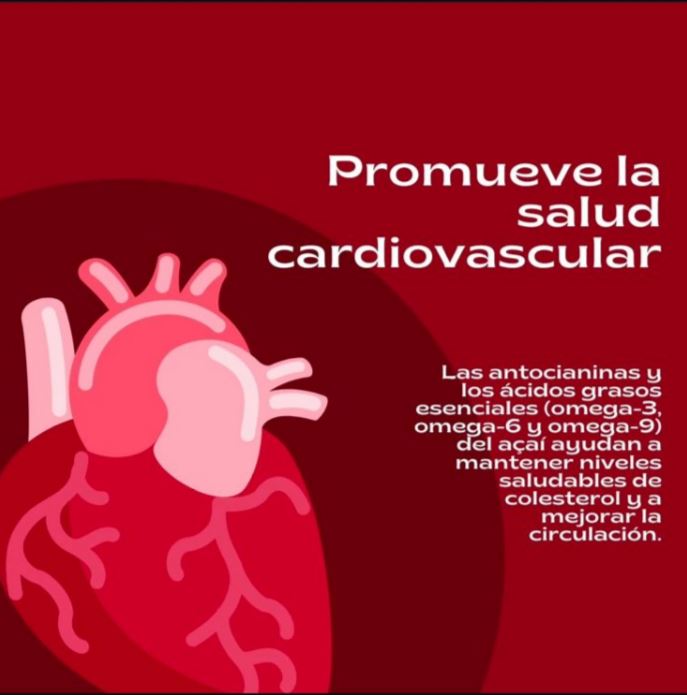 Promueve la
salud
cardiovascular
Las antocianinas y
los ácidos grasos
esenciales (omega-3,
omega-6 y omega-9)
del açaí ayudan a
mantener niveles
saludables de
colesterol y a
mejorar la
circulación.